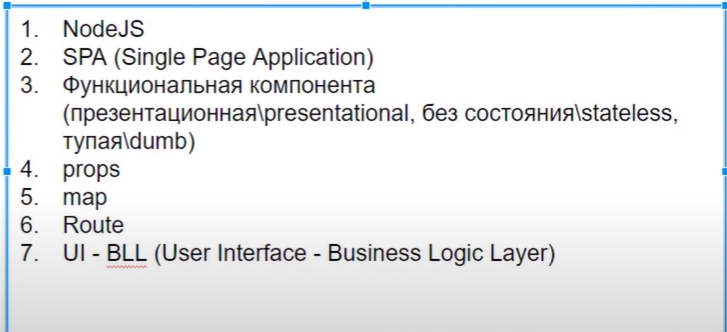 1. NodeJS
2. SPA (Single Page Application)
3. Функциональная компонента
(презентационная\presentational, без состояния\stateless,
тупая\dumb)
4. props
5. map
6. Route
7. UI - BLL (User Interface - Business Logic Layer)